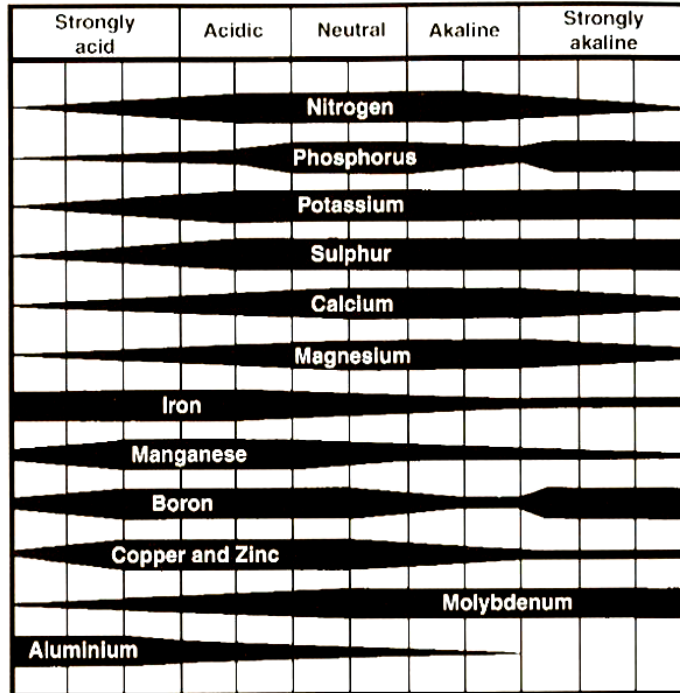 Strongly acid
Acidic
Neutral
Akaline
Strongly akaline
Nitrogen
Phosphorus
Potassium
Sulphur
Calcium
Magnesium
Iron
Manganese
Boron
Copper and Zinc
Molybdenum
Aluminium